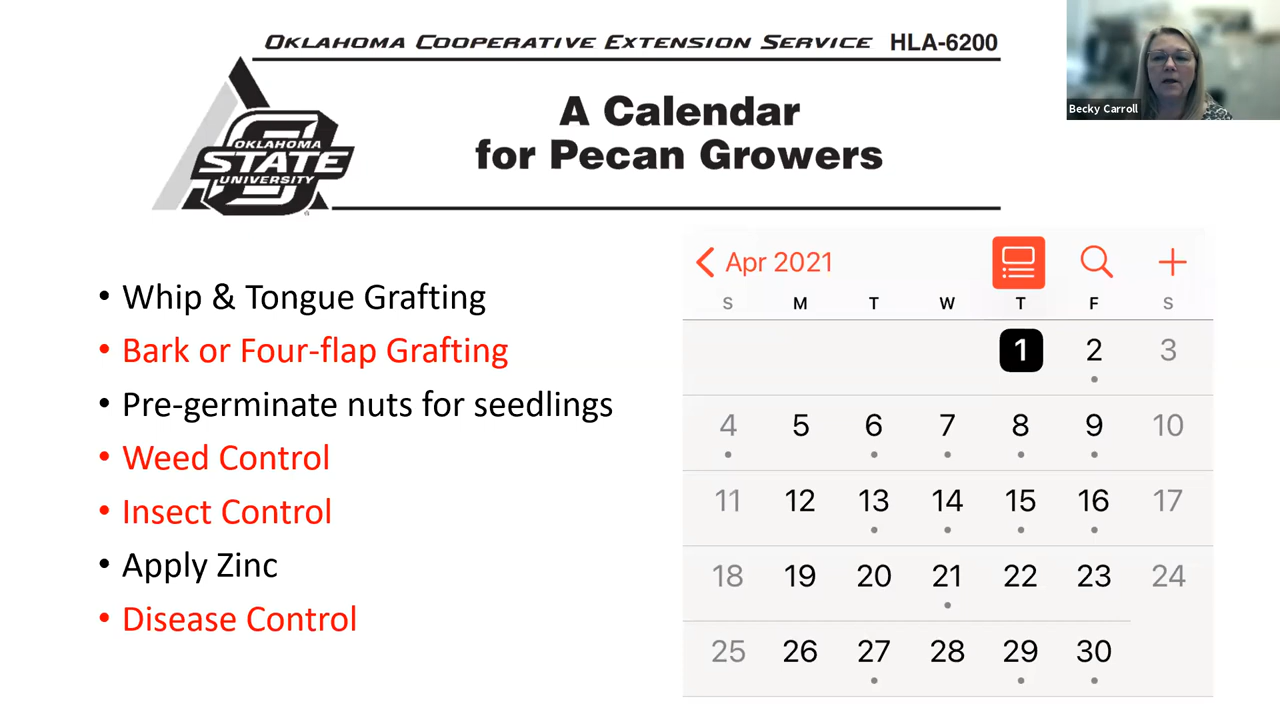 OKLAHOMA COOPERATIVE EXTENSION SERVICE HLA-6200
OKLAHOMA
STATE
UNIVERSITY
®
A Calendar
for Pecan Growers
Becky Carroll
• Whip & Tongue Grafting
• Bark or Four-flap Grafting
• Pre-germinate nuts for seedlings
• Weed Control
• Insect Control
• Apply Zinc
• Disease Control
Apr 2021
S M T W T F S
1 2 3
4 5 6 7 8 9 10
11 12 13 14 15 16 17
18 19 20 21 22 23 24
25 26 27 28 29 30